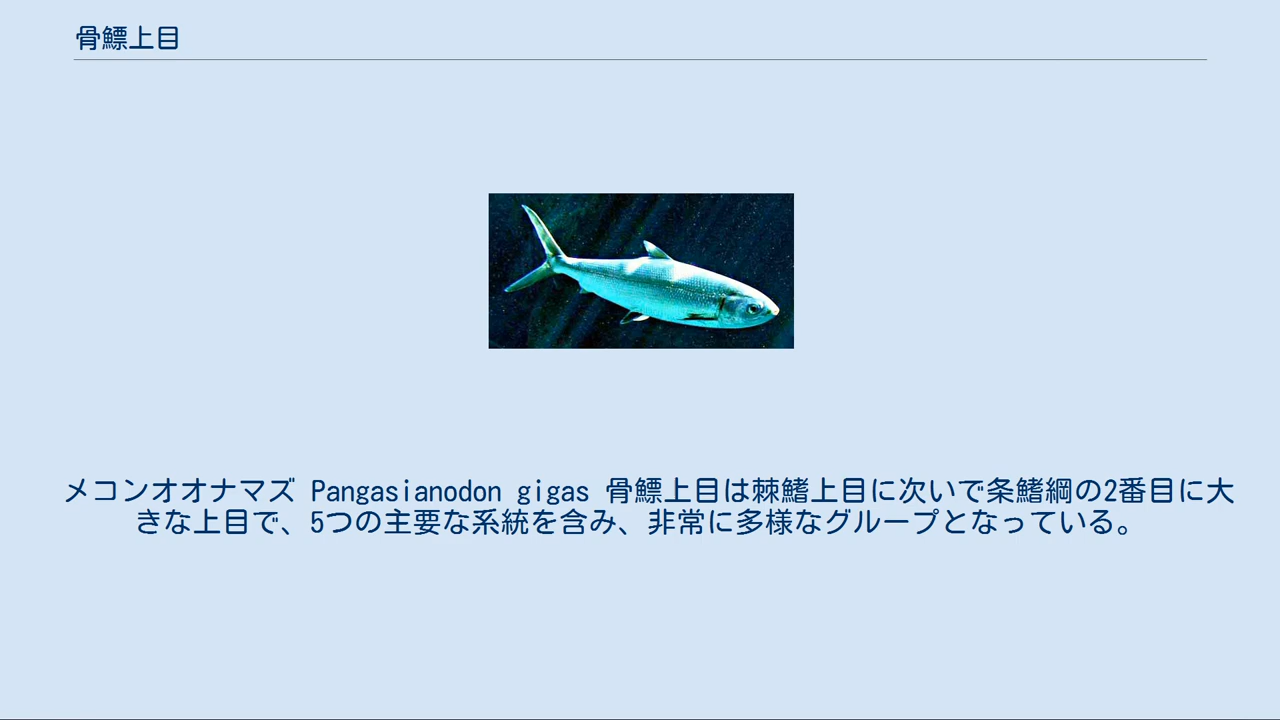 骨鰾上目
メコンオオナマズ Pangasianodon gigas 骨鰾上目は棘鰭上目に次いで条鰭綱の2番目に大
きな上目で、5つの主要な系統を含み、非常に多様なグループとなっている。